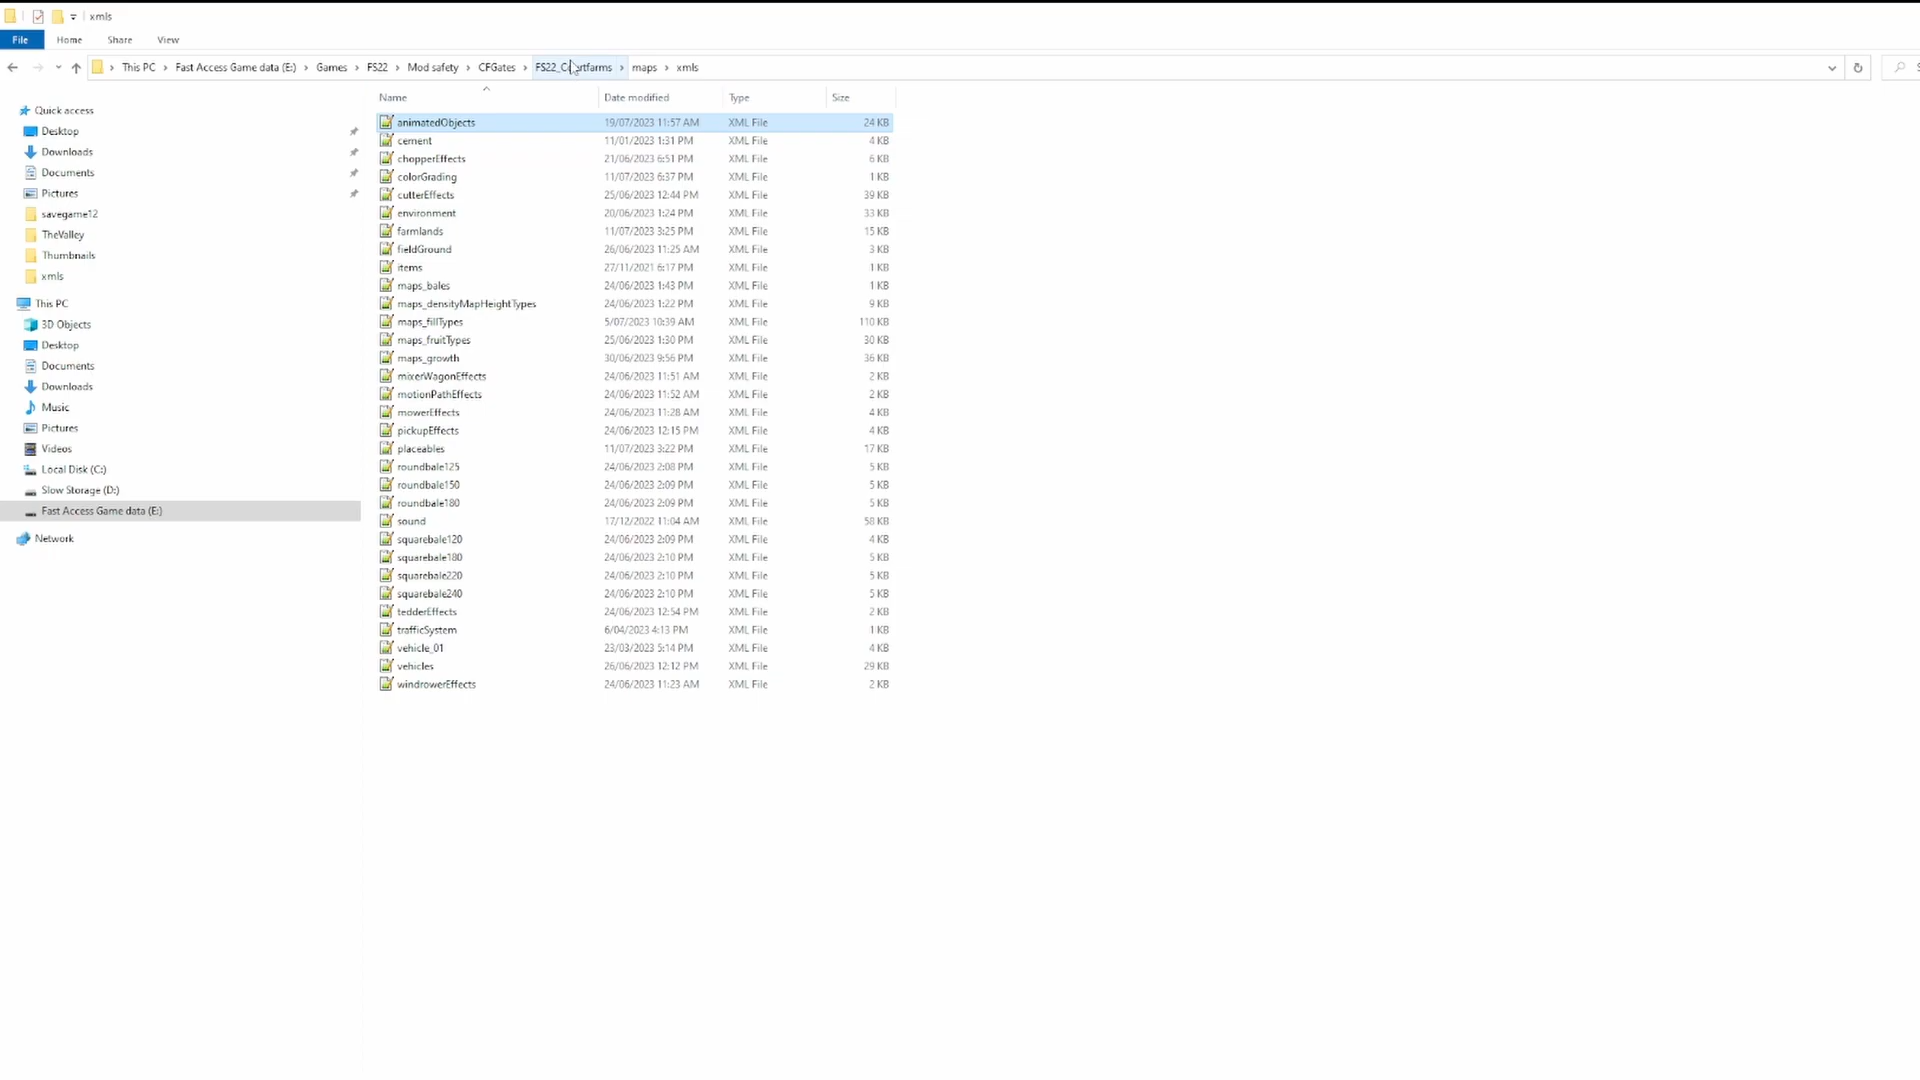 xmls
File Home Share View
This PC Fast Access Game data (E:) Games FS22 Mod safety CFGates FS22_Courtfarms maps xmls
Name Date modified Type Size
Quick access
Desktop
Downloads
Documents
Pictures
savegame12
TheValley
Thumbnails
xmls
This PC
3D Objects
Desktop
Documents
Downloads
Music
Pictures
Videos
Local Disk (C:)
Slow Storage (D:)
Fast Access Game data (E:)
Network
animatedObjects 19/07/2023 11:57 AM XML File 24 KB
cement 11/01/2023 1:31 PM XML File 4 KB
chopperEffects 21/06/2023 6:51 PM XML File 6 KB
colorGrading 11/07/2023 6:37 PM XML File 1 KB
cutterEffects 25/06/2023 12:44 PM XML File 39 KB
environment 20/06/2023 1:24 PM XML File 33 KB
farmlands 11/07/2023 3:25 PM XML File 15 KB
fieldGround 26/06/2023 11:25 AM XML File 3 KB
items 27/11/2021 6:17 PM XML File 1 KB
maps_bales 24/06/2023 1:43 PM XML File 1 KB
maps_densityMapHeightTypes 24/06/2023 1:22 PM XML File 9 KB
maps_fillTypes 5/07/2023 10:39 AM XML File 110 KB
maps_fruitTypes 25/06/2023 1:30 PM XML File 30 KB
maps_growth 30/06/2023 9:56 PM XML File 36 KB
mixerWagonEffects 24/06/2023 11:51 AM XML File 2 KB
motionPathEffects 24/06/2023 11:52 AM XML File 2 KB
mowerEffects 24/06/2023 11:28 AM XML File 4 KB
pickupEffects 24/06/2023 12:15 PM XML File 4 KB
placeables 11/07/2023 3:22 PM XML File 17 KB
roundbale125 24/06/2023 2:08 PM XML File 5 KB
roundbale150 24/06/2023 2:09 PM XML File 5 KB
roundbale180 24/06/2023 2:09 PM XML File 5 KB
sound 17/12/2022 11:04 AM XML File 58 KB
squarebale120 24/06/2023 2:09 PM XML File 4 KB
squarebale180 24/06/2023 2:10 PM XML File 5 KB
squarebale220 24/06/2023 2:10 PM XML File 5 KB
squarebale240 24/06/2023 2:10 PM XML File 5 KB
tedderEffects 24/06/2023 12:54 PM XML File 2 KB
trafficSystem 6/04/2023 4:13 PM XML File 1 KB
vehicle_01 23/03/2023 5:14 PM XML File 4 KB
vehicles 26/06/2023 12:12 PM XML File 29 KB
windrowerEffects 24/06/2023 11:23 AM XML File 2 KB